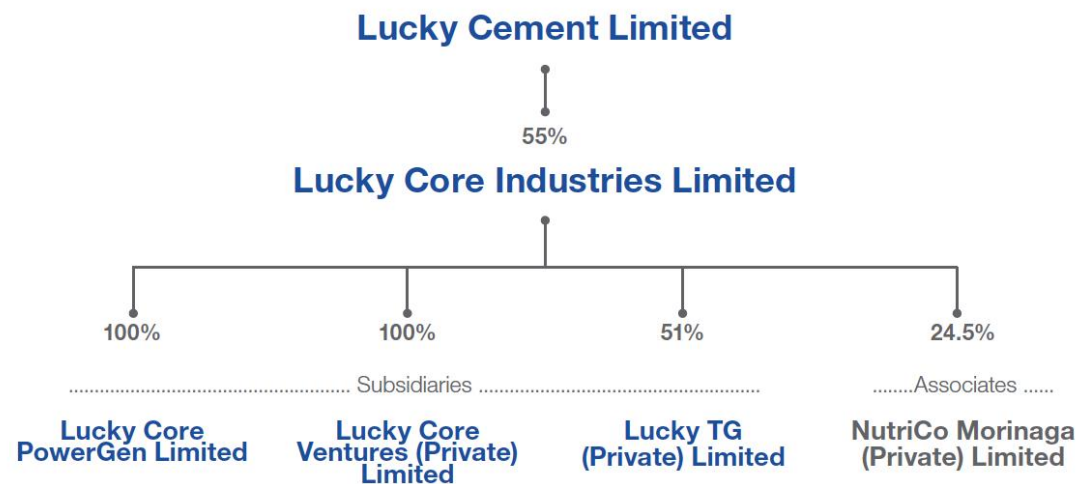 Lucky Cement Limited
55%
Lucky Core Industries Limited
100%
100%
51%
24.5%
Subsidiaries
Associates
Lucky Core
PowerGen Limited
Lucky Core
Ventures (Private)
Limited
Lucky TG
(Private) Limited
NutriCo Morinaga
(Private) Limited